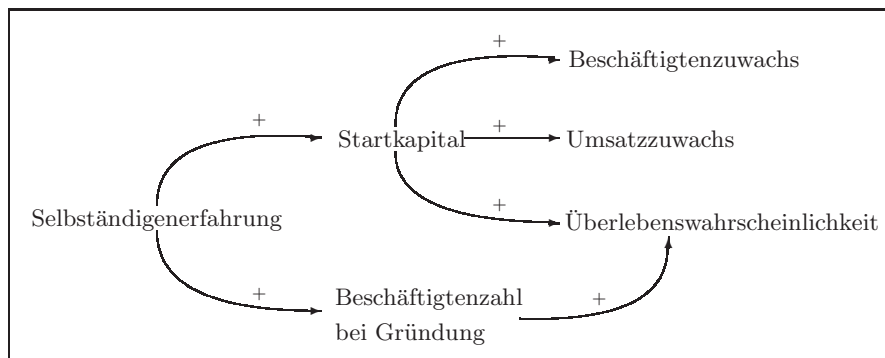 +
Beschäftigtenzuwachs
+
Startkapital
+
Umsatzzuwachs
Selbständigenerfahrung
+
Überlebenswahrscheinlichkeit
+
Beschäftigtenzahl
bei Gründung
+